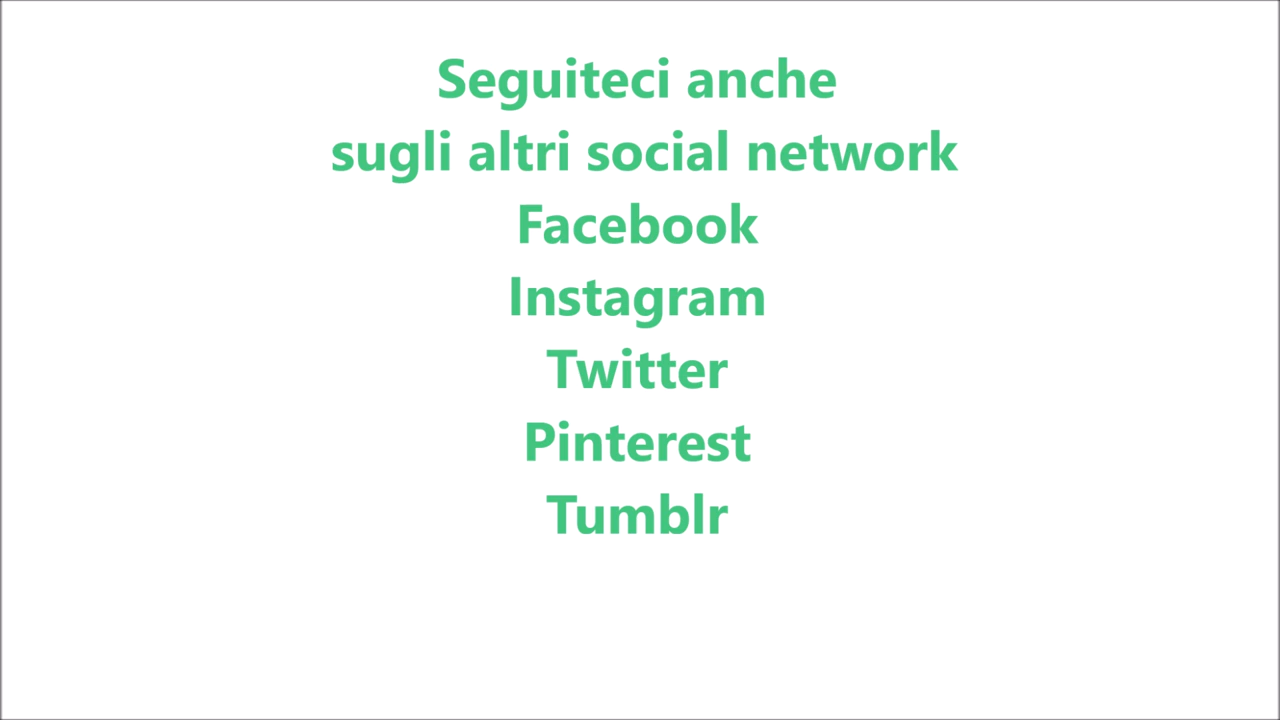 Seguiteci anche
sugli altri social network
Facebook
Instagram
Twitter
Pinterest
Tumblr